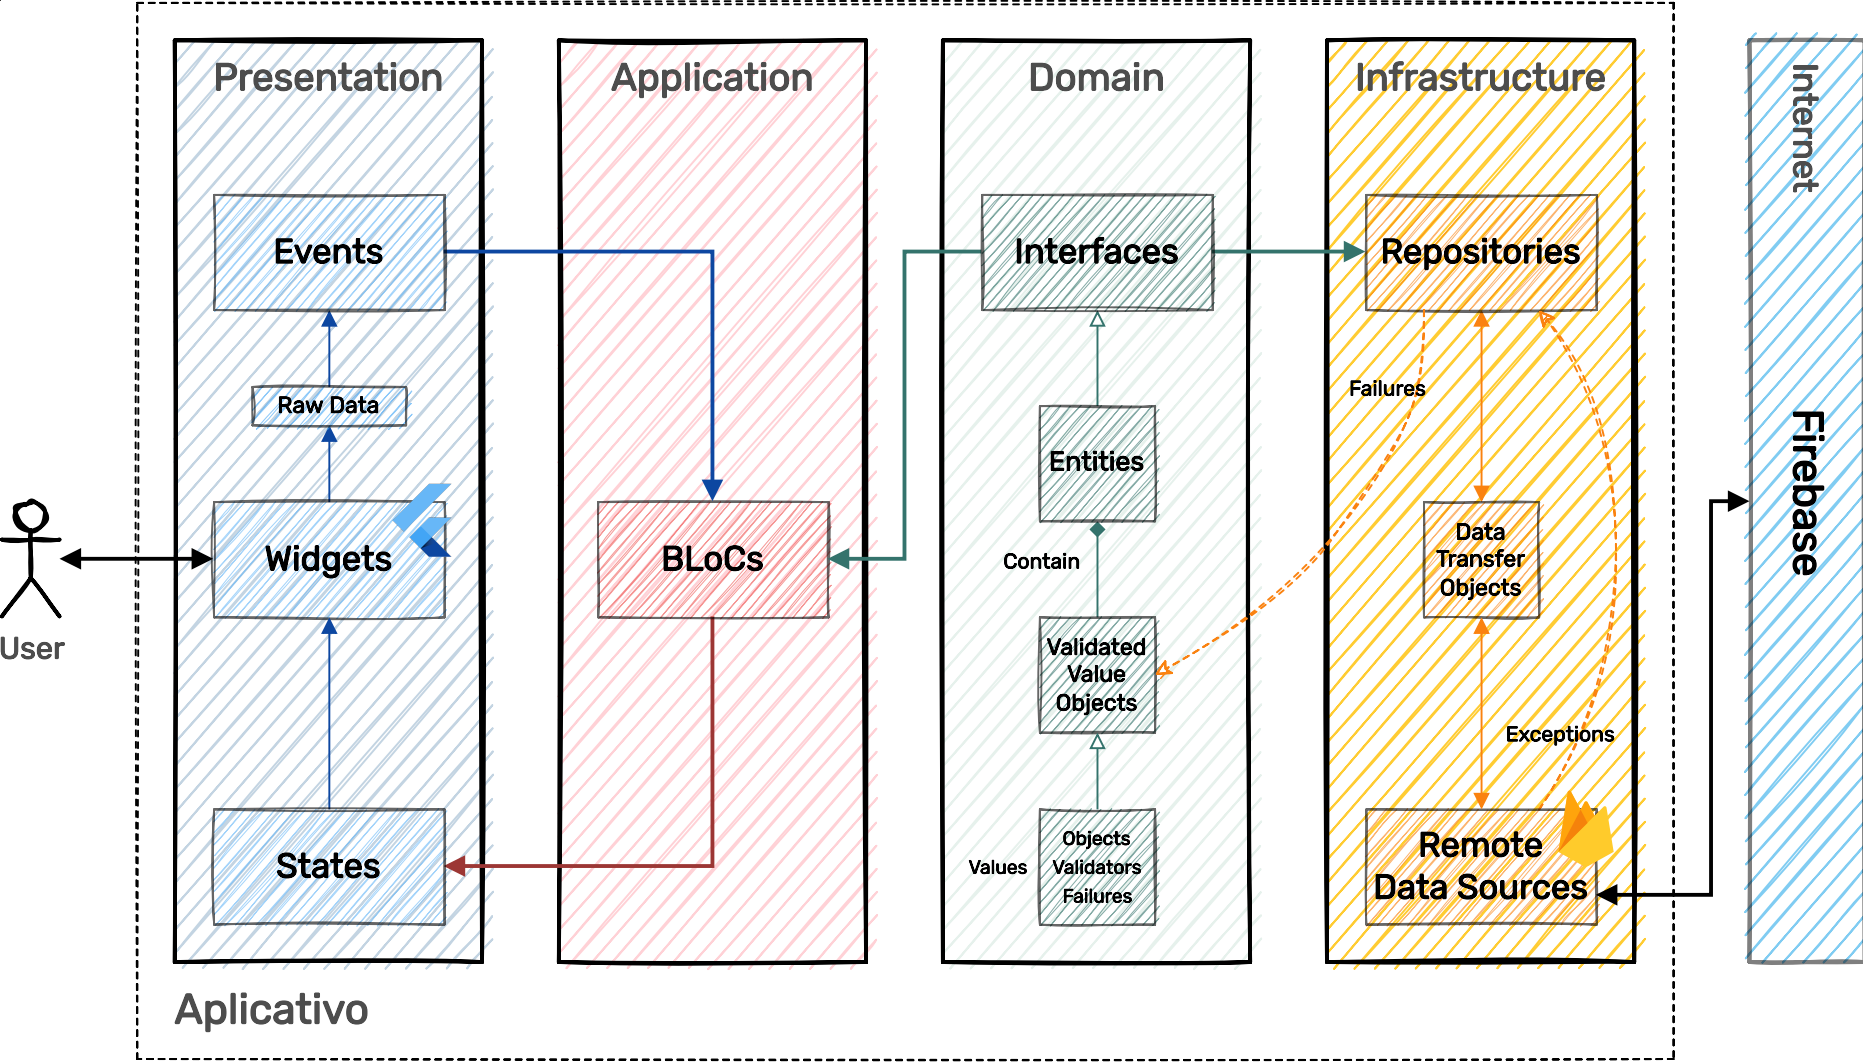 Presentation
Events
Raw Data
Widgets
States
User
Aplicativo
Application
BLoCs
Domain
Interfaces
Entities
Contain
Validated
Value
Objects
Values
Objects
Validators
Failures
Infrastructure
Repositories
Failures
Data
Transfer
Objects
Exceptions
Remote
Data Sources
Internet
Firebase